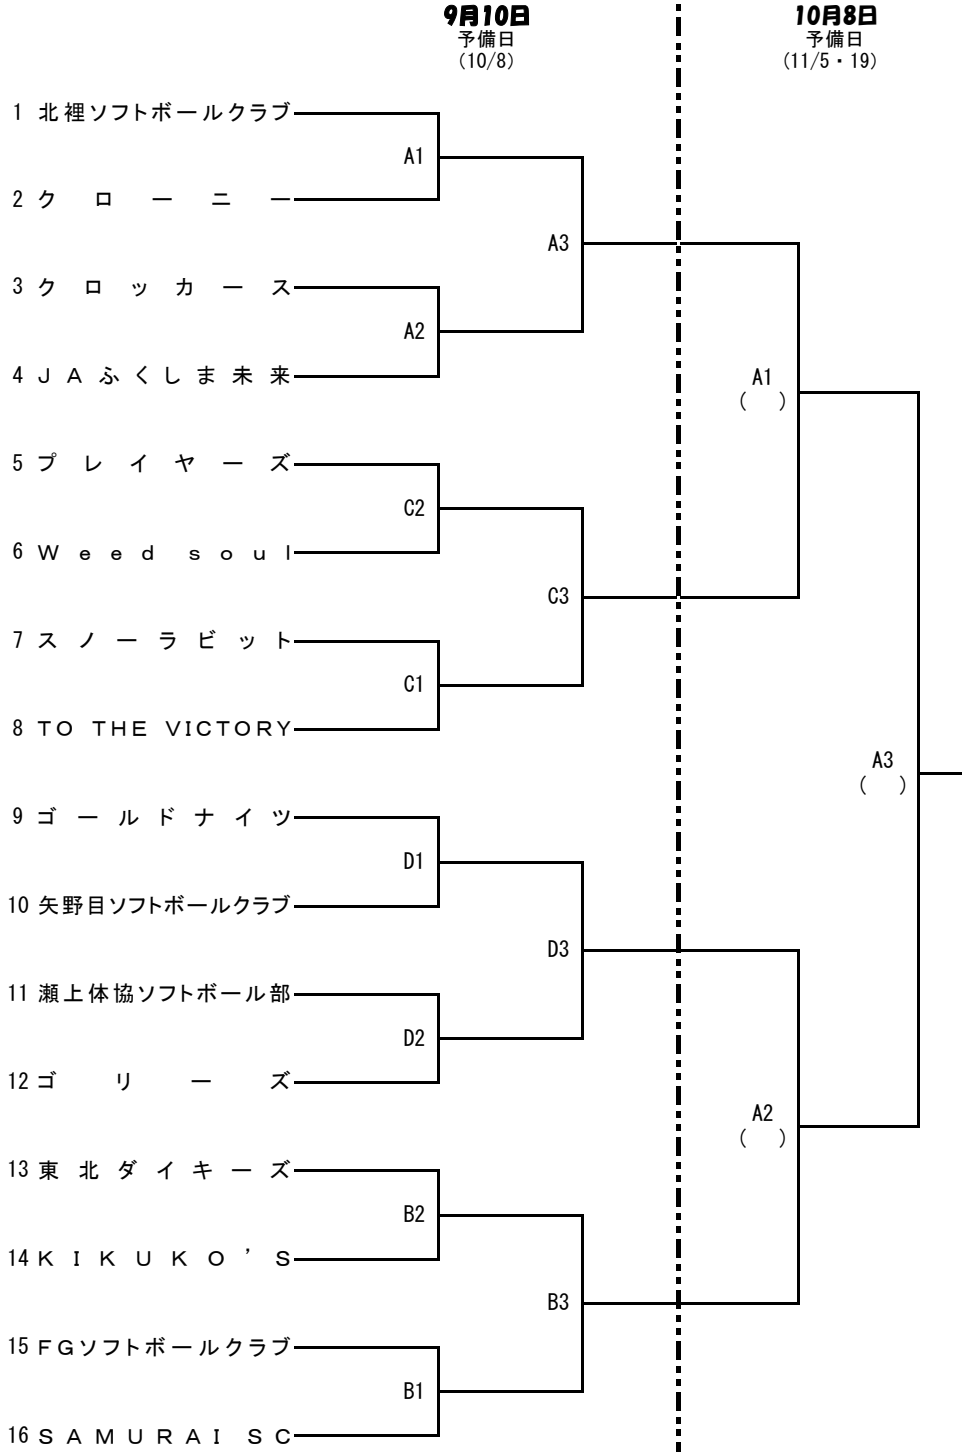 9月10日
予備日
(10/8)
10月8日
予備日
(11/5・19)
1 北裡ソフトボールクラブ
A1
2 クローニー
A3
3 クロッカース
A2
4 JAふくしま未来
A1
( )
5 プレイヤーズ
C2
6 Weed soul
C3
7 スノーラビット
C1
8 TO THE VICTORY
A3
( )
9 ゴールドナイツ
D1
10 矢野目ソフトボールクラブ
D3
11 瀬上体協ソフトボール部
D2
12 ゴリーズ
A2
( )
13 東北ダイキーズ
B2
14 KIKUKO'S
B3
15 FGソフトボールクラブ
B1
16 SAMURAI SC